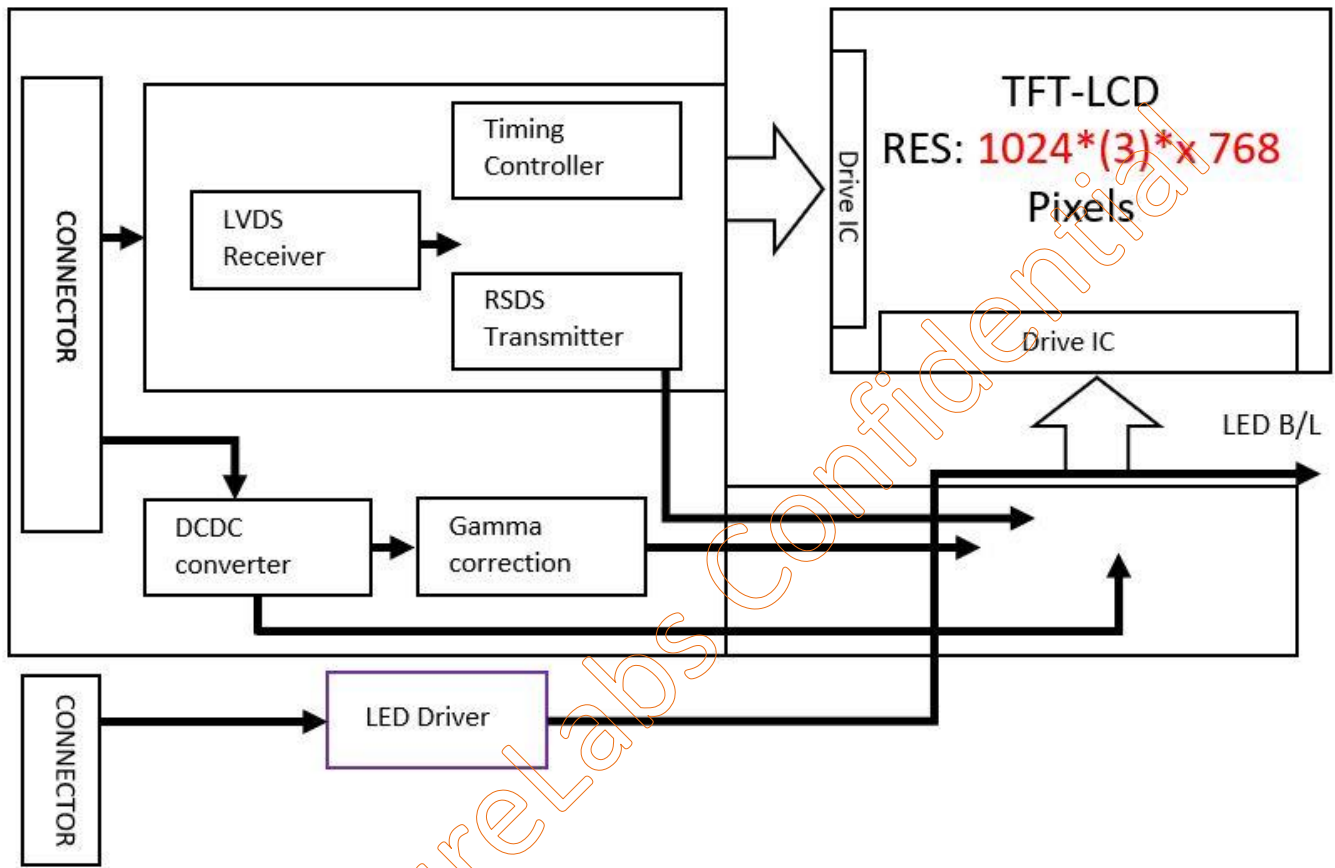 CONNECTOR
Timing
Controller
LVDS
Receiver
RSDS
Transmitter
DCDC
converter
Gamma
correction
Drive IC
TFT-LCD
RES: 1024*(3)*x 768
Pixels
Drive IC
LED B/L
CONNECTOR
LED Driver
ureLabs Confidential